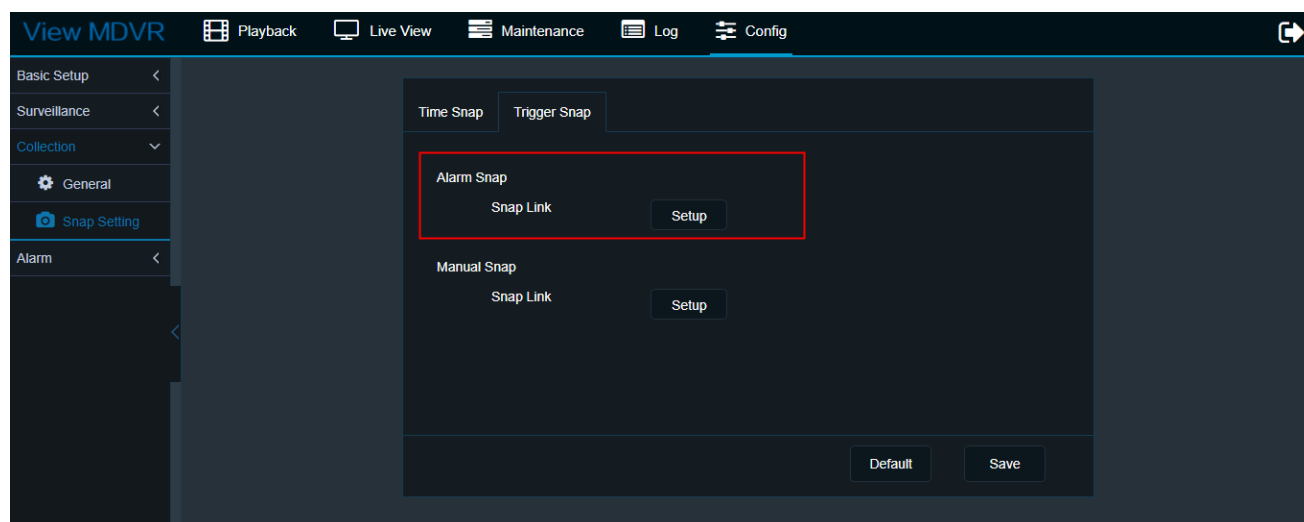 View MDVR Playback Live View Maintenance Log Config
Basic Setup
Surveillance
Collection
General
Snap Setting
Alarm
Time Snap Trigger Snap
Alarm Snap
Snap Link Setup
Manual Snap
Snap Link Setup
Default Save